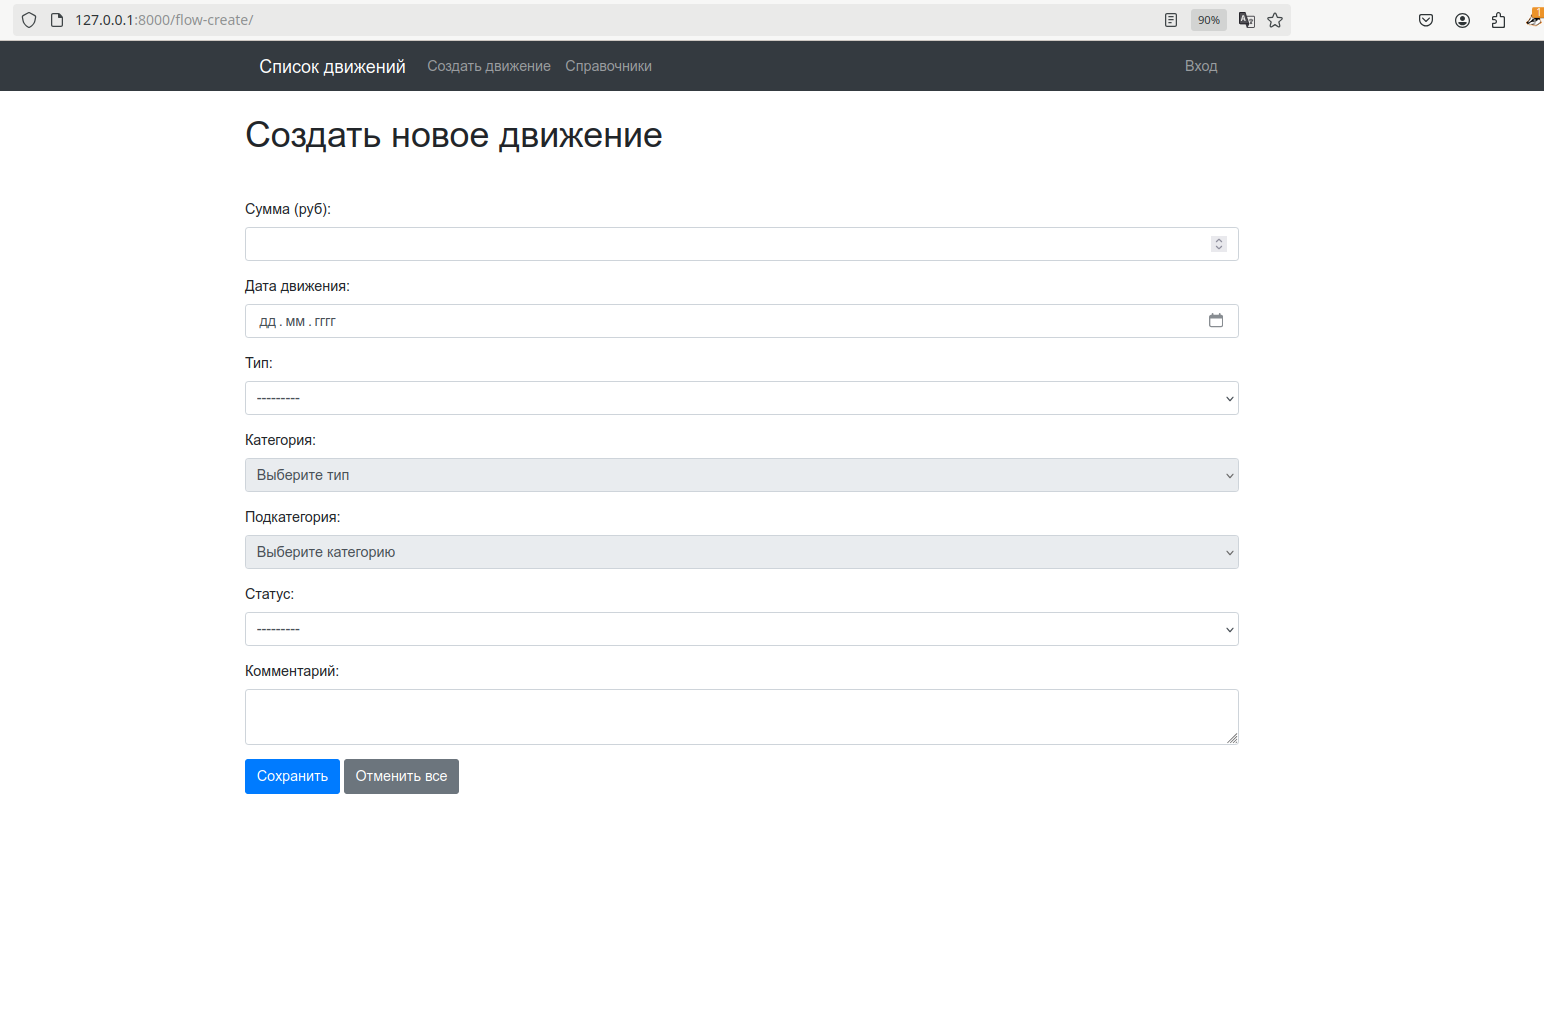 127.0.0.1:8000/flow-create/ 90%
1
Список движений Создать движение Справочники Вход
Создать новое движение
Сумма (руб):
Дата движения:
дд . мм . гггг
Тип:
---------
Категория:
Выберите тип
Подкатегория:
Выберите категорию
Статус:
---------
Комментарий:
Сохранить Отменить все